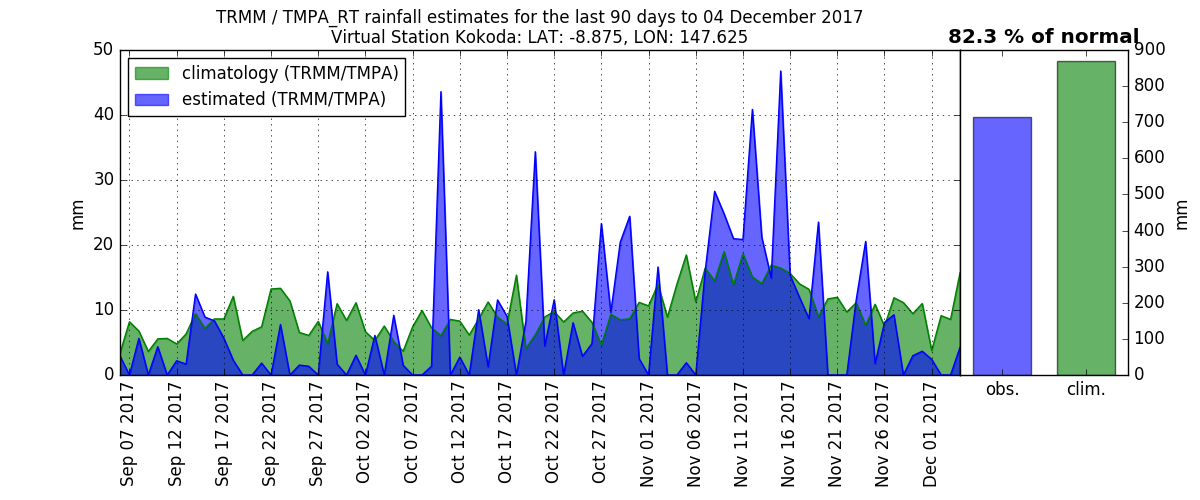 TRMM / TMPA_RT rainfall estimates for the last 90 days to 04 December 2017
Virtual Station Kokoda: LAT: -8.875, LON: 147.625
82.3 % of normal
climatology (TRMM/TMPA)
estimated (TRMM/TMPA)
50
40
30
20
10
0
mm
Sep 07 2017
Sep 12 2017
Sep 17 2017
Sep 22 2017
Sep 27 2017
Oct 02 2017
Oct 07 2017
Oct 12 2017
Oct 17 2017
Oct 22 2017
Oct 27 2017
Nov 01 2017
Nov 06 2017
Nov 11 2017
Nov 16 2017
Nov 21 2017
Nov 26 2017
Dec 01 2017
obs.
clim.
900
800
700
600
500
400
300
200
100
0
mm